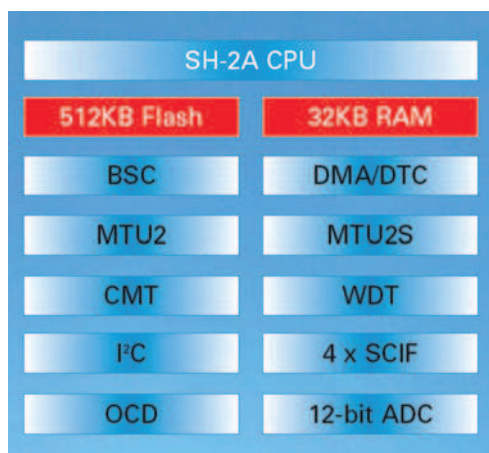 SH-2A CPU
512KB Flash
32KB RAM
BSC
DMA/DTC
MTU2
MTU2S
CMT
WDT
I²C
4 x SCIF
OCD
12-bit ADC